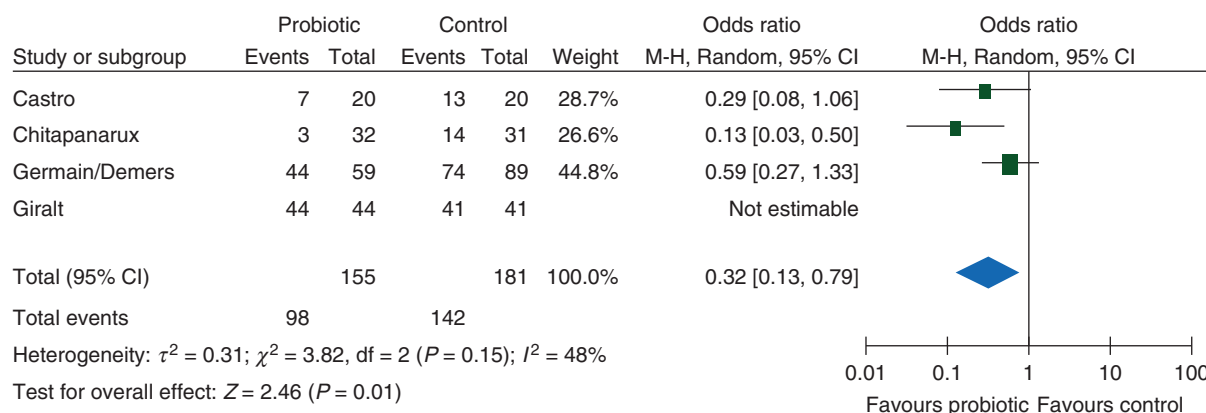 Probiotic Control Odds ratio Odds ratio
Study or subgroup Events Total Events Total Weight M-H, Random, 95% CI M-H, Random, 95% CI
Castro 7 20 13 20 28.7% 0.29 [0.08, 1.06]
Chitapanarux 3 32 14 31 26.6% 0.13 [0.03, 0.50]
Germain/Demers 44 59 74 89 44.8% 0.59 [0.27, 1.33]
Giralt 44 44 41 41 Not estimable
Total (95% CI) 155 181 100.0% 0.32 [0.13, 0.79]
Total events 98 142
Heterogeneity: τ² = 0.31; χ² = 3.82, df = 2 (P = 0.15); I² = 48%
Test for overall effect: Z = 2.46 (P = 0.01)
0.01 0.1 1 10 100
Favours probiotic Favours control